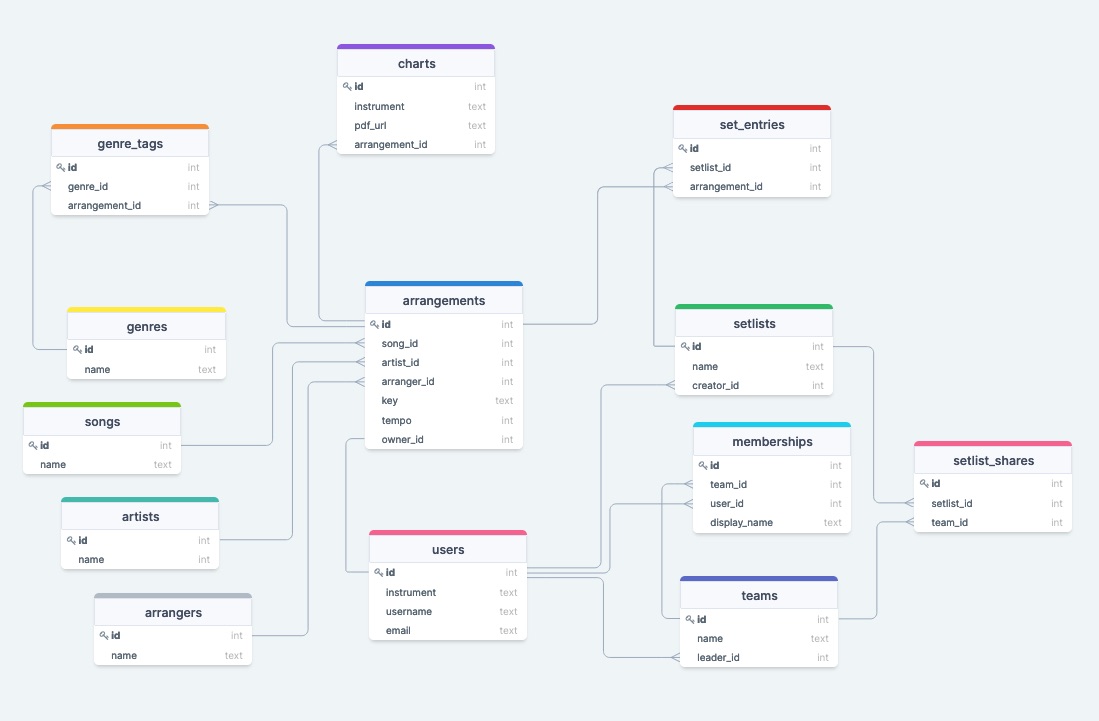 charts
id int
instrument text
pdf_url text
arrangement_id int
genre_tags
id int
genre_id int
arrangement_id int
set_entries
id int
setlist_id int
arrangement_id int
arrangements
id int
song_id int
artist_id int
arranger_id int
key text
tempo int
owner_id int
genres
id int
name text
setlists
id int
name text
creator_id int
songs
id int
name text
memberships
id int
team_id int
user_id int
display_name text
setlist_shares
id int
setlist_id int
team_id int
artists
id int
name int
users
id int
instrument text
username text
email text
teams
id int
name text
leader_id int
arrangers
id int
name text